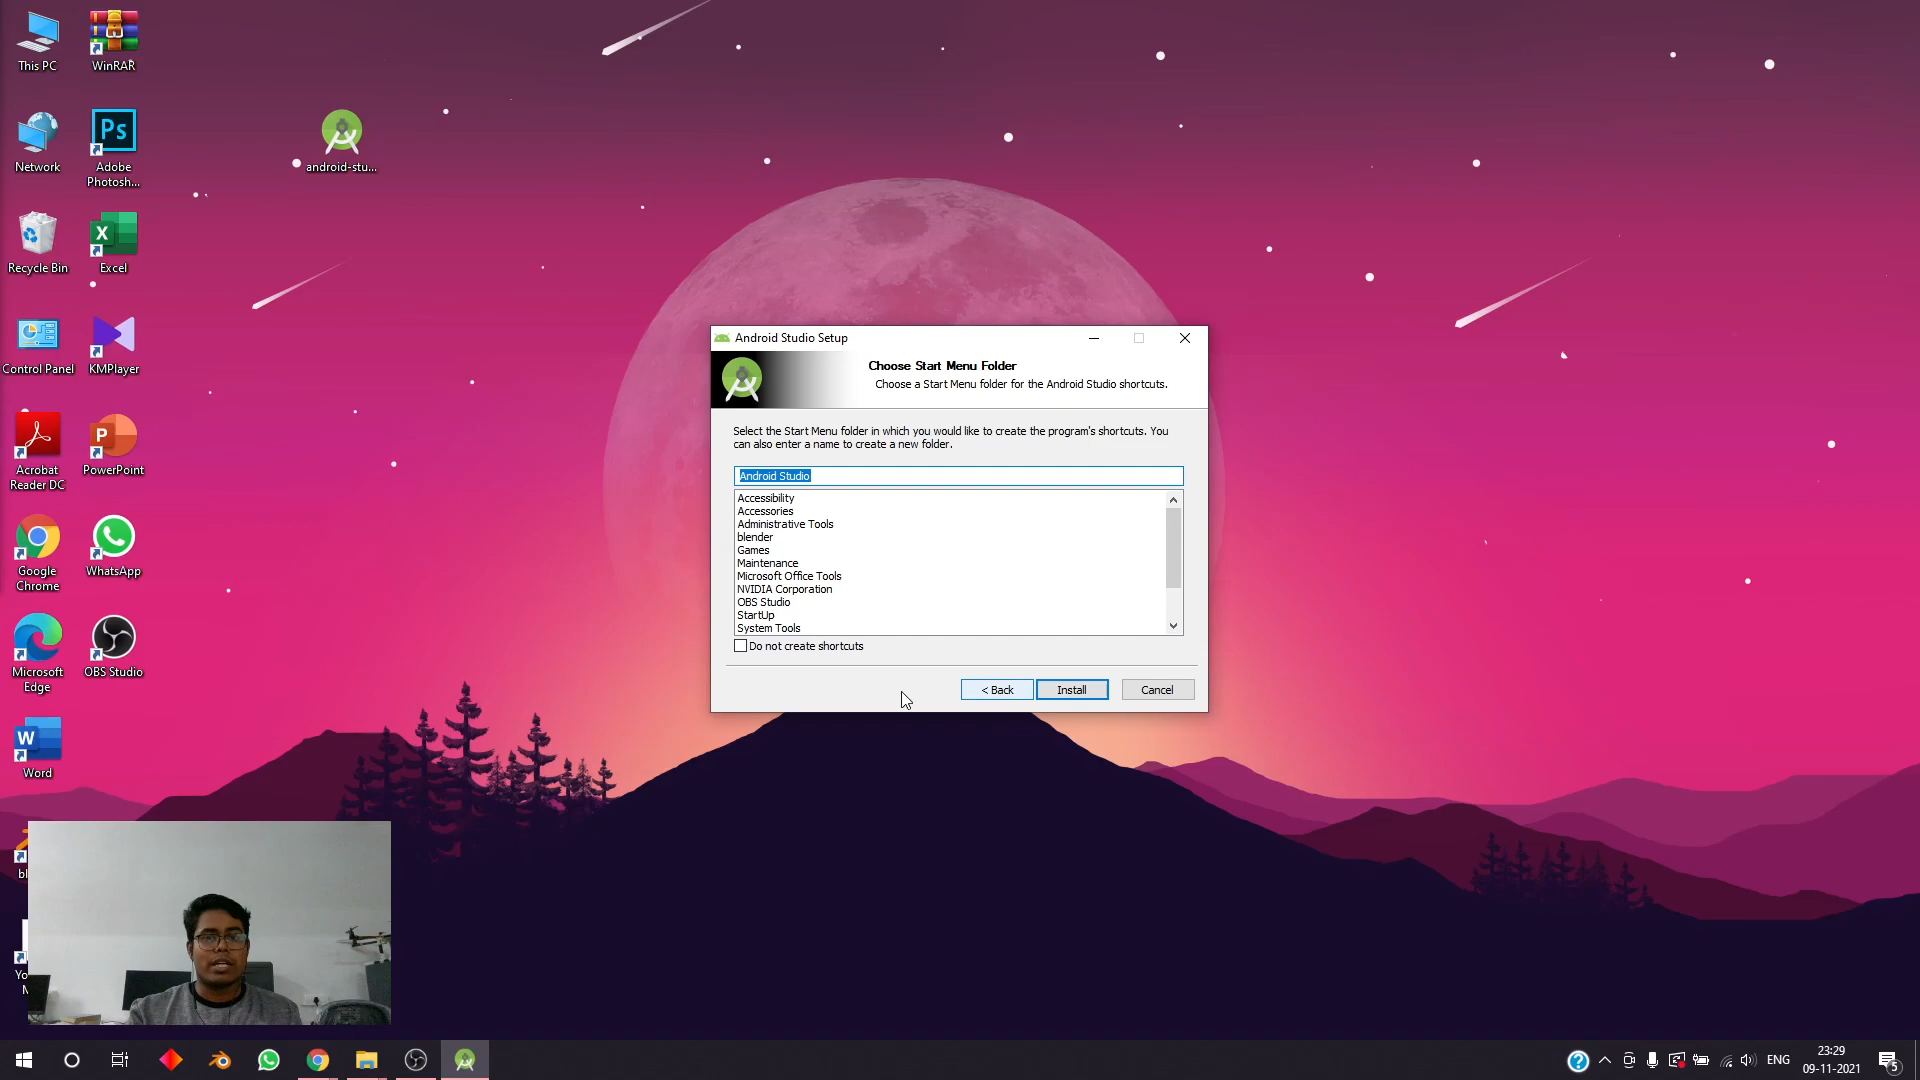 This PC
WinRAR
Network
Ps
Adobe
Photosh...
android-stu...
Recycle Bin
X
Excel
Control Panel
KMPlayer
Acrobat
Reader DC
P
PowerPoint
Google
Chrome
WhatsApp
Microsoft
Edge
OBS Studio
W
Word
bl
Yo
Android Studio Setup
Choose Start Menu Folder
Choose a Start Menu folder for the Android Studio shortcuts.
Select the Start Menu folder in which you would like to create the program's shortcuts. You
can also enter a name to create a new folder.
Android Studio
Accessibility
Accessories
Administrative Tools
blender
Games
Maintenance
Microsoft Office Tools
NVIDIA Corporation
OBS Studio
StartUp
System Tools
Do not create shortcuts
< Back
Install
Cancel
ENG
23:29
09-11-2021
5